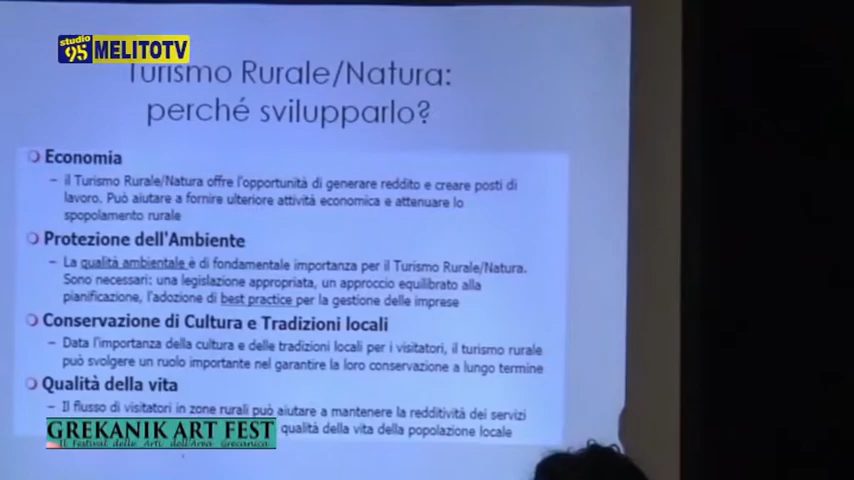 studio
95 MELITOTV
Turismo Rurale/Natura:
perché svilupparlo?
Economia
– il Turismo Rurale/Natura offre l'opportunità di generare reddito e creare posti di
lavoro. Può aiutare a fornire ulteriore attività economica e attenuare lo
spopolamento rurale
Protezione dell'Ambiente
– La qualità ambientale è di fondamentale importanza per il Turismo Rurale/Natura.
Sono necessari: una legislazione appropriata, un approccio equilibrato alla
pianificazione, l'adozione di best practice per la gestione delle imprese
Conservazione di Cultura e Tradizioni locali
– Data l'importanza della cultura e delle tradizioni locali per i visitatori, il turismo rurale
può svolgere un ruolo importante nel garantire la loro conservazione a lungo termine
Qualità della vita
– Il flusso di visitatori in zone rurali può aiutare a mantenere la redditività dei servizi
qualità della vita della popolazione locale
GREKANIK ART FEST
Il Festival delle Arti dell'Area Grecanica